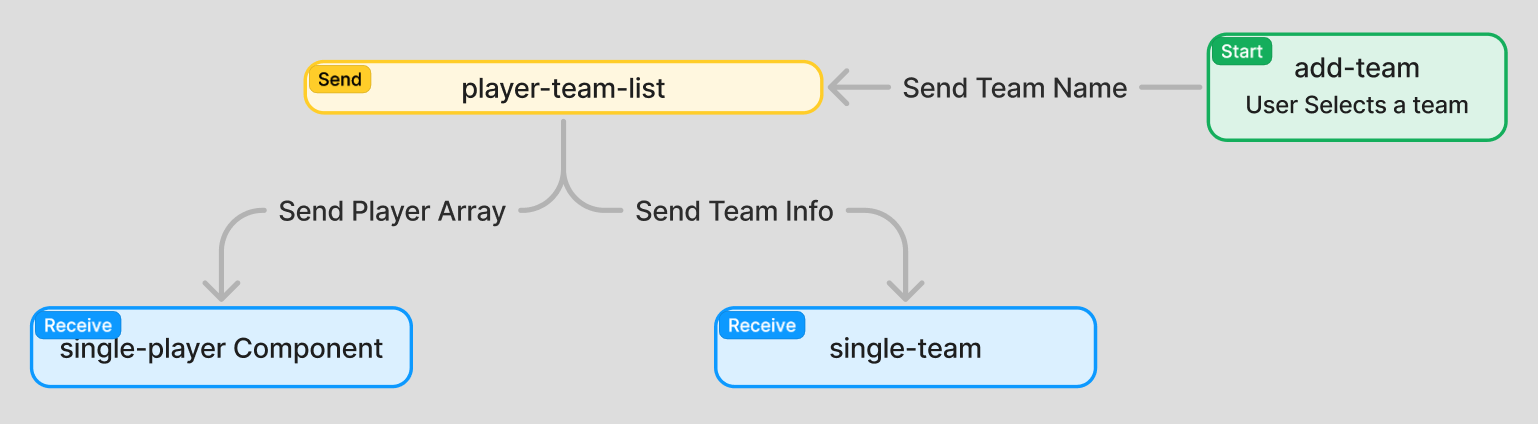 Send
player-team-list
Send Team Name
Start
add-team
User Selects a team
Send Player Array
Send Team Info
Receive
single-player Component
Receive
single-team